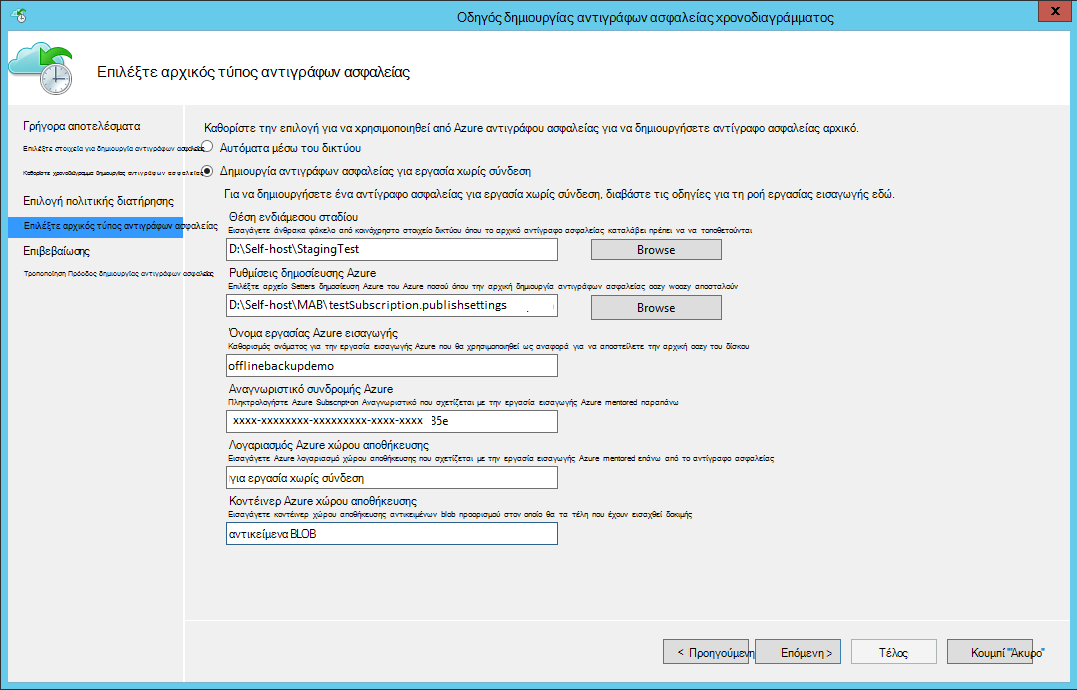 Οδηγός δημιουργίας αντιγράφων ασφαλείας χρονοδιαγράμματος
x
Επιλέξτε αρχικός τύπος αντιγράφων ασφαλείας
Γρήγορα αποτελέσματα
Επιλέξτε στοιχεία για δημιουργία αντιγράφων ασφαλείας
Καθορίστε χρονοδιάγραμμα δημιουργίας αντιγράφων ασφαλείας
Επιλογή πολιτικής διατήρησης
Επιλέξτε αρχικός τύπος αντιγράφων ασφαλείας
Επιβεβαίωσης
Τροποποίηση Πρόοδος δημιουργίας αντιγράφων ασφαλείας
Καθορίστε την επιλογή για να χρησιμοποιηθεί από Azure αντιγράφου ασφαλείας για να δημιουργήσετε αντίγραφο ασφαλείας αρχικό.
Αυτόματα μέσω του δικτύου
Δημιουργία αντιγράφων ασφαλείας για εργασία χωρίς σύνδεση
Για να δημιουργήσετε ένα αντίγραφο ασφαλείας για εργασία χωρίς σύνδεση, διαβάστε τις οδηγίες για τη ροή εργασίας εισαγωγής εδώ.
Θέση ενδιάμεσου σταδίου
Εισαγάγετε άνθρακα φάκελο από κοινόχρηστο στοιχείο δικτύου όπου το αρχικό αντίγραφο ασφαλείας καταλάβει πρέπει να να τοποθετούνται
D:\Self-host\StagingTest
Browse
Ρυθμίσεις δημοσίευσης Azure
Επιλέξτε αρχείο Setters δημοσίευση Azure του Azure ποσού όπου την αρχική δημιουργία αντιγράφων ασφαλείας oozy woozy αποσταλούν
D:\Self-host\MAB\ testSubscription.publishsettings
Browse
Όνομα εργασίας Azure εισαγωγής
Καθορισμός ονόματος για την εργασία εισαγωγής Azure που θα χρησιμοποιηθεί ως αναφορά για να αποστείλετε την αρχική oozy του δίσκου
offlinebackupdemo
Αναγνωριστικό συνδρομής Azure
Πληκτρολογήστε Azure Subscription Αναγνωριστικό που σχετίζεται με την εργασία εισαγωγής Azure mentored παραπάνω
xxxx-xxxxxxxx-xxxxxxxxx-xxxx-xxxx 35e
Λογαριασμός Azure χώρου αποθήκευσης
Εισαγάγετε Azure λογαριασμό χώρου αποθήκευσης που σχετίζεται με την εργασία εισαγωγής Azure mentored επάνω από το αντίγραφο ασφαλείας
για εργασία χωρίς σύνδεση
Κοντέινερ Azure χώρου αποθήκευσης
Εισαγάγετε κοντέινερ χώρου αποθήκευσης αντικειμένων blob προορισμού στον οποίο θα τα τέλη που έχουν εισαχθεί δοκιμής
αντικείμενα BLOB
< Προηγούμενη
Επόμενη >
Τέλος
Κουμπί "Άκυρο"